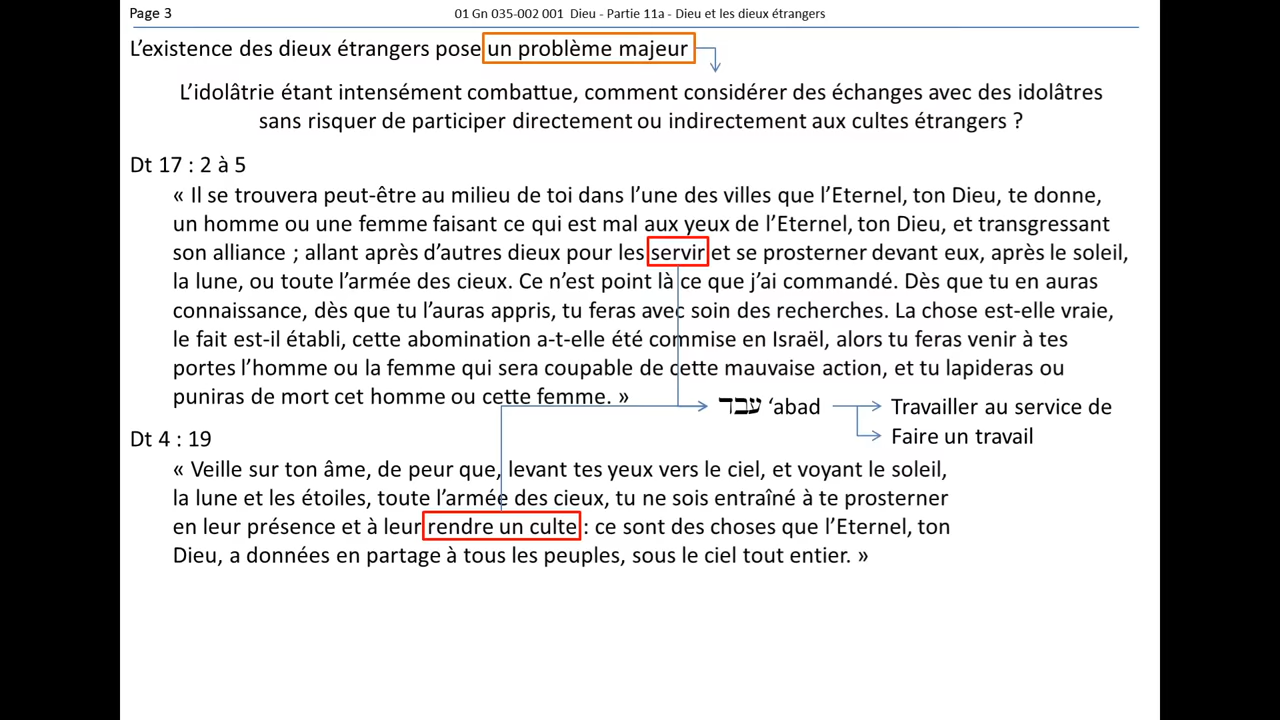 Page 3
01 Gn 035-002 001  Dieu - Partie 11a - Dieu et les dieux étrangers
L’existence des dieux étrangers pose un problème majeur
L’idolâtrie étant intensément combattue, comment considérer des échanges avec des idolâtres
sans risquer de participer directement ou indirectement aux cultes étrangers ?
Dt 17 : 2 à 5
« Il se trouvera peut-être au milieu de toi dans l’une des villes que l’Eternel, ton Dieu, te donne,
un homme ou une femme faisant ce qui est mal aux yeux de l’Eternel, ton Dieu, et transgressant
son alliance ; allant après d’autres dieux pour les servir et se prosterner devant eux, après le soleil,
la lune, ou toute l’armée des cieux. Ce n’est point là ce que j’ai commandé. Dès que tu en auras
connaissance, dès que tu l’auras appris, tu feras avec soin des recherches. La chose est-elle vraie,
le fait est-il établi, cette abomination a-t-elle été commise en Israël, alors tu feras venir à tes
portes l’homme ou la femme qui sera coupable de cette mauvaise action, et tu lapideras ou
puniras de mort cet homme ou cette femme. »
עבד ‘abad
Travailler au service de
Faire un travail
Dt 4 : 19
« Veille sur ton âme, de peur que, levant tes yeux vers le ciel, et voyant le soleil,
la lune et les étoiles, toute l’armée des cieux, tu ne sois entraîné à te prosterner
en leur présence et à leur rendre un culte : ce sont des choses que l’Eternel, ton
Dieu, a données en partage à tous les peuples, sous le ciel tout entier. »